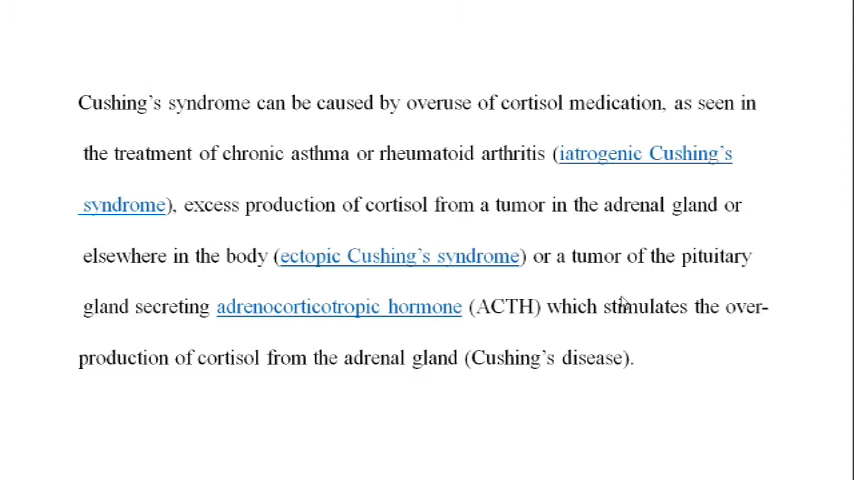 Cushing’s syndrome can be caused by overuse of cortisol medication, as seen in
the treatment of chronic asthma or rheumatoid arthritis (iatrogenic Cushing’s
syndrome), excess production of cortisol from a tumor in the adrenal gland or
elsewhere in the body (ectopic Cushing’s syndrome) or a tumor of the pituitary
gland secreting adrenocorticotropic hormone (ACTH) which stimulates the over-
production of cortisol from the adrenal gland (Cushing’s disease).